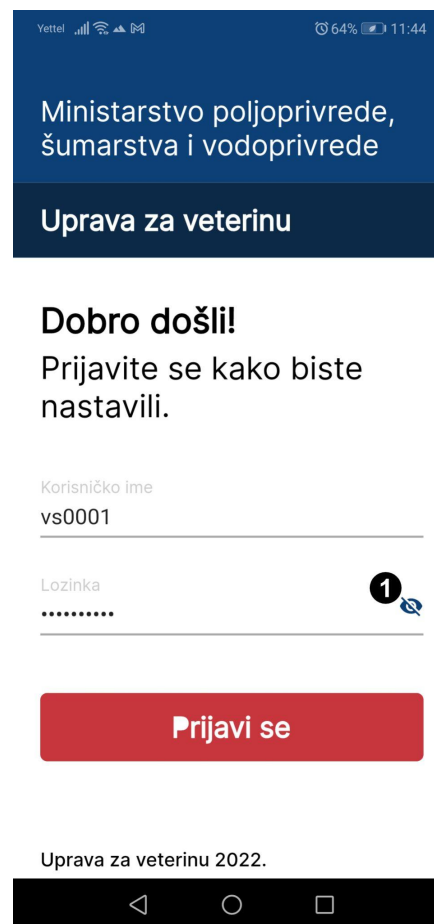 Yettel 64% 11:44
Ministarstvo poljoprivrede,
šumarstva i vodoprivrede
Uprava za veterinu
Dobro došli!
Prijavite se kako biste
nastavili.
Korisničko ime
vs0001
Lozinka
1
••••••••••
Prijavi se
Uprava za veterinu 2022.